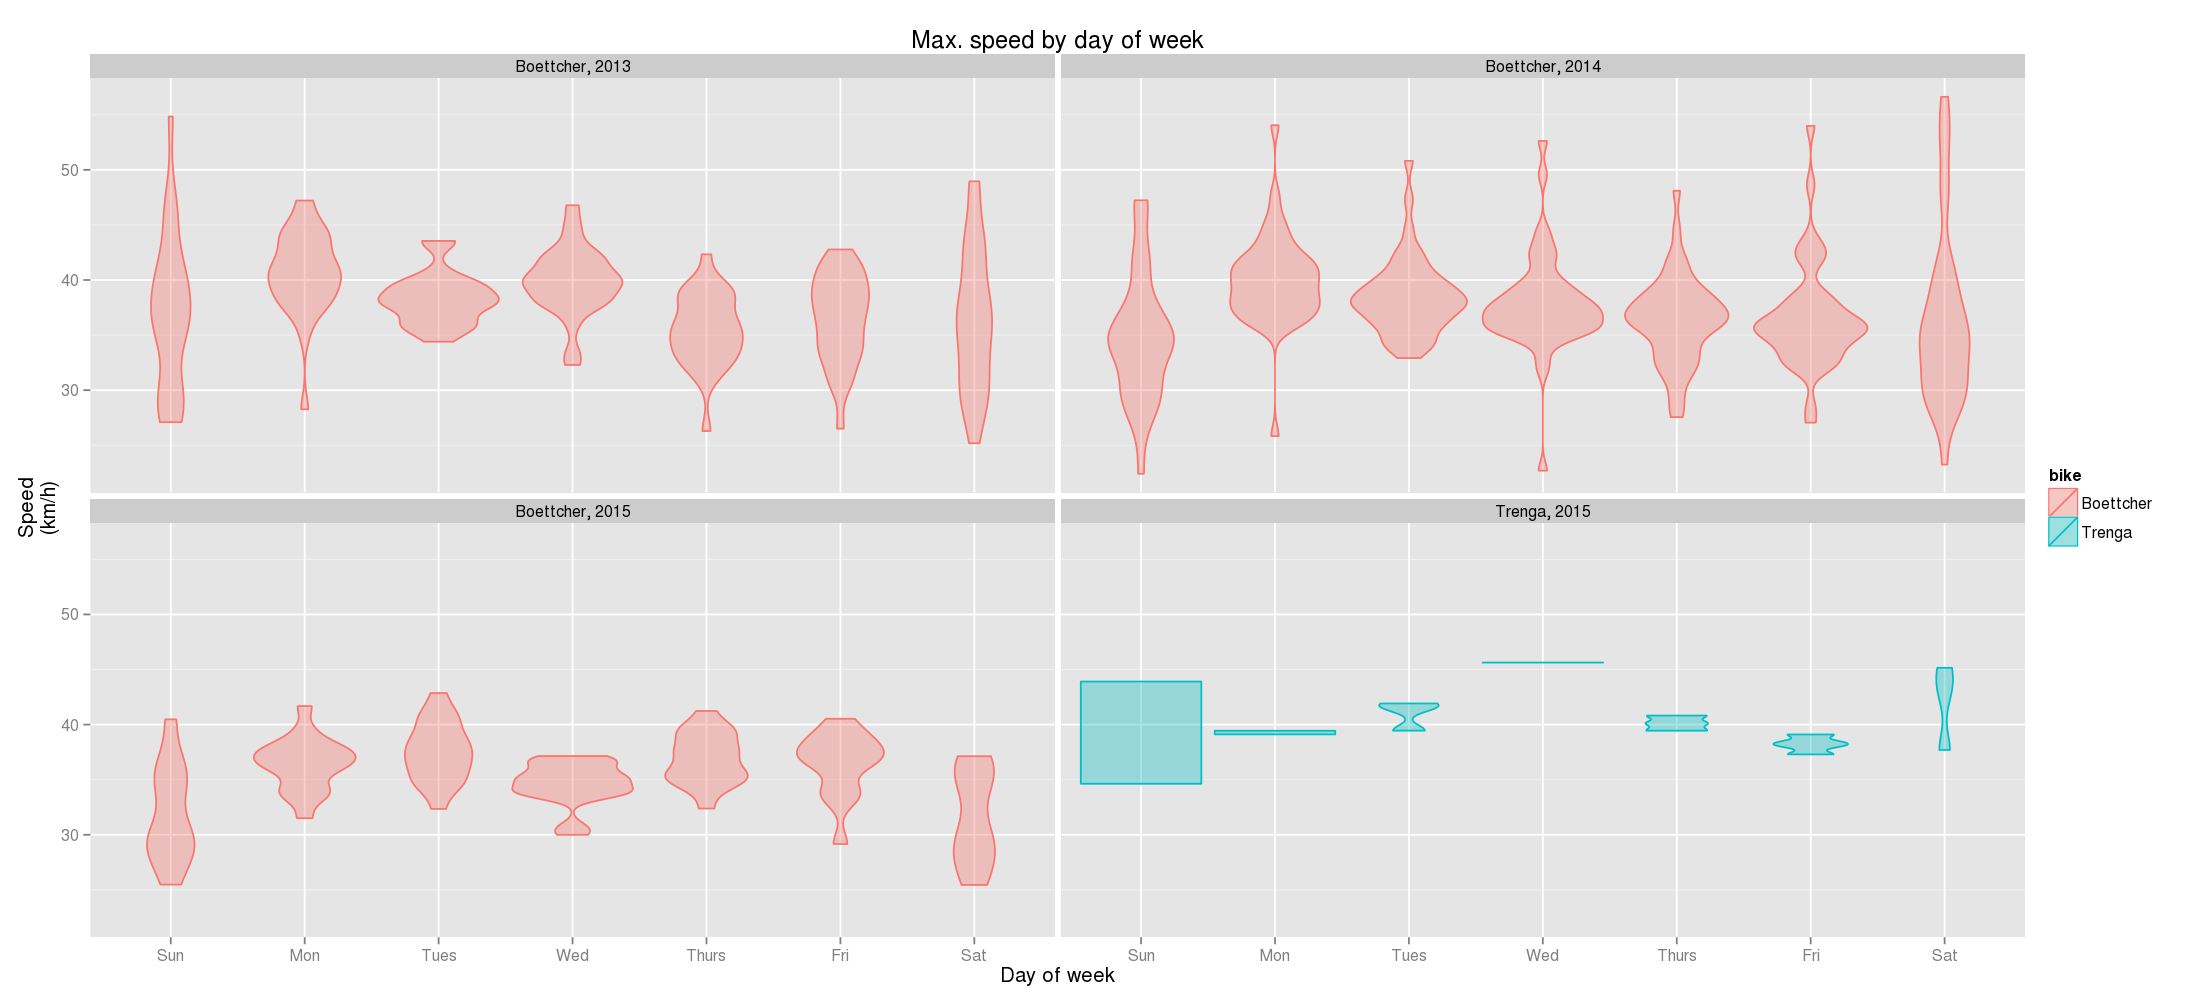 Max. speed by day of week
Boettcher, 2013
Boettcher, 2014
50
40
30
Boettcher, 2015
Trenga, 2015
50
40
30
Speed
(km/h)
Sun Mon Tues Wed Thurs Fri Sat
Sun Mon Tues Wed Thurs Fri Sat
Day of week
bike
Boettcher
Trenga